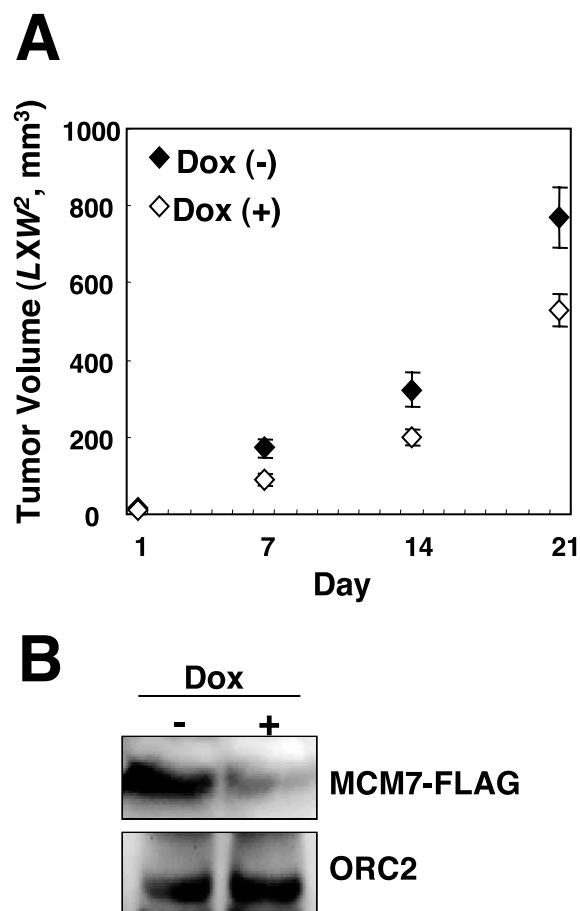 A
Tumor Volume (LXW², mm³)
1000
800
600
400
200
0
Dox (-)
Dox (+)
1 7 14 21
Day
B
Dox
- +
MCM7-FLAG
ORC2